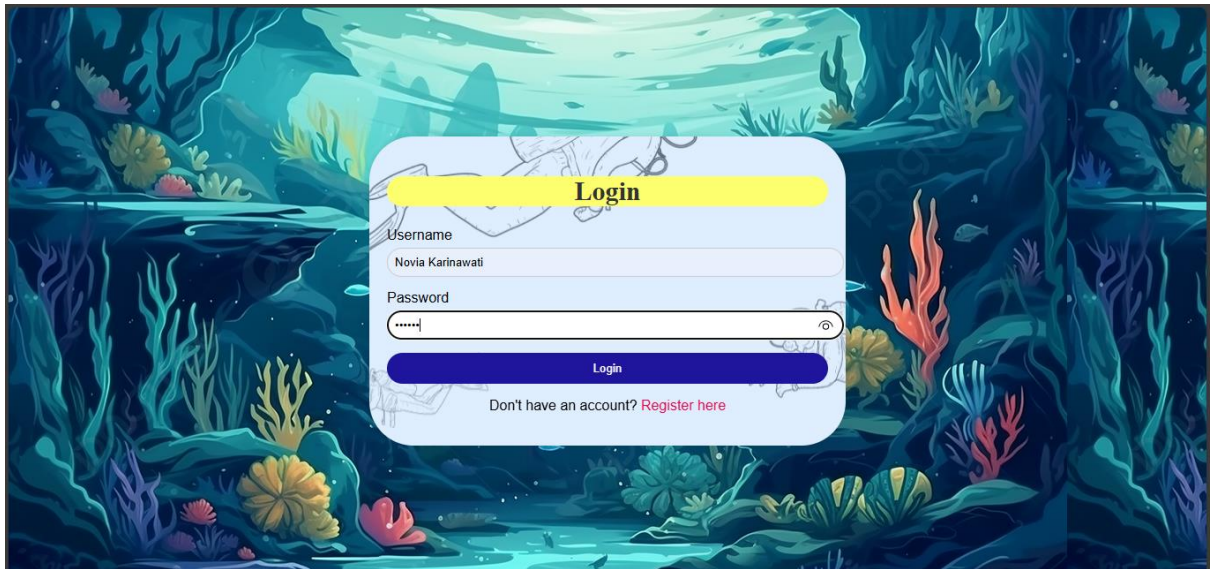 Login
Username
Novia Karinawati
Password
••••••
Login
Don't have an account? Register here